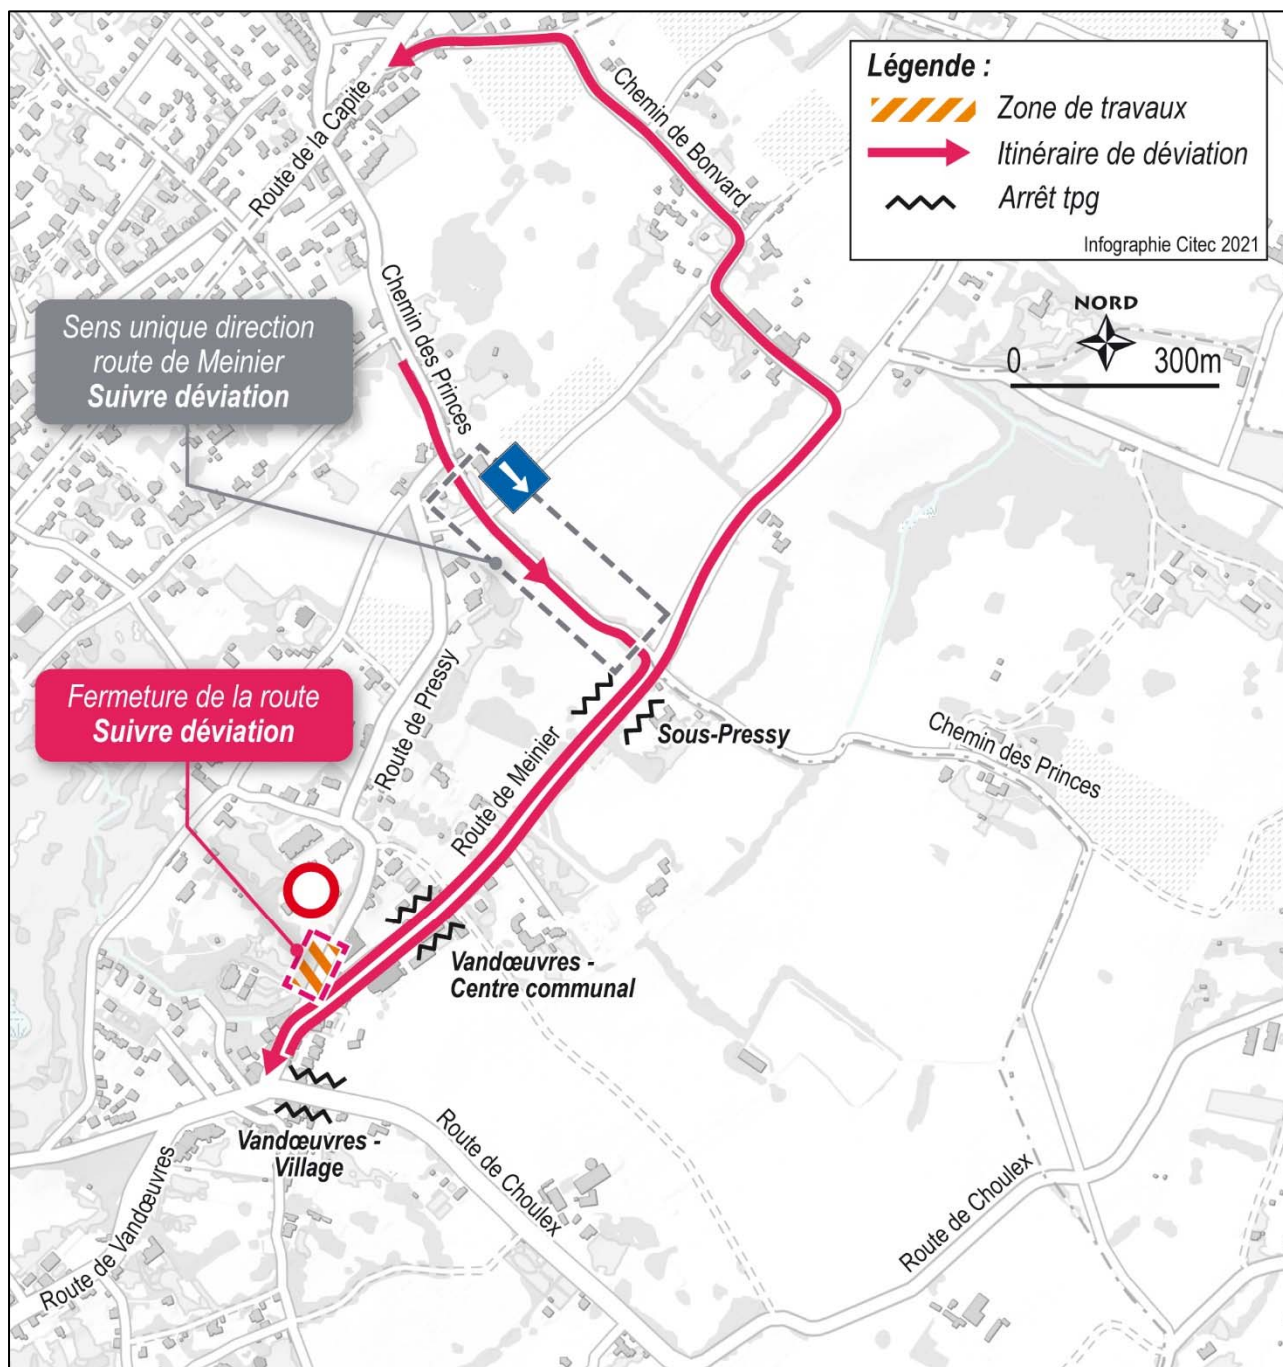 Légende :
Zone de travaux
Itinéraire de déviation
Arrêt tpg
Infographie Citec 2021
NORD
0 300m
Route de la Capite
Chemin de Bonvard
Chemin des Princes
Sens unique direction
route de Meinier
Suivre déviation
Fermeture de la route
Suivre déviation
Route de Pressy
Route de Meinier
Sous-Pressy
Chemin des Princes
Vandœuvres -
Centre communal
Vandœuvres -
Village
Route de Vandœuvres
Route de Choulex
Route de Choulex